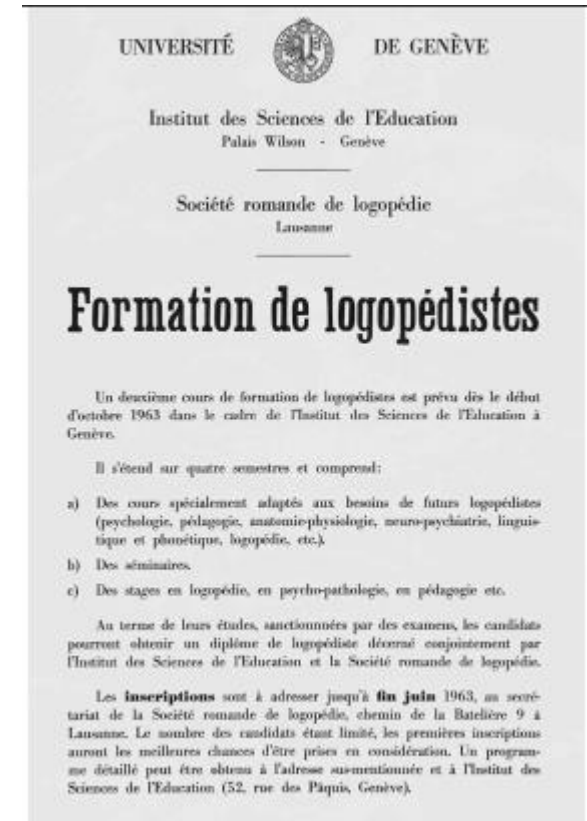 UNIVERSITÉ DE GENÈVE
Institut des Sciences de l'Education
Palais Wilson - Genève
Société romande de logopédie
Lausanne
Formation de logopédistes
Un deuxième cours de formation de logopédistes est prévu dès le début
d'octobre 1963 dans le cadre de l'Institut des Sciences de l'Education à
Genève.
Il s'étend sur quatre semestres et comprend:
a) Des cours spécialement adaptés aux besoins de futurs logopédistes
(psychologie, pédagogie, anatomie-physiologie, neuro-psychiatrie, linguis-
tique et phonétique, logopédie, etc.).
b) Des séminaires.
c) Des stages en logopédie, en psycho-pathologie, en pédagogie etc.
Au terme de leurs études, sanctionnées par des examens, les candidats
pourront obtenir un diplôme de logopédiste décerné conjointement par
l'Institut des Sciences de l'Education et la Société romande de logopédie.
Les inscriptions sont à adresser jusqu'à fin juin 1963, au secré-
tariat de la Société romande de logopédie, chemin de la Batelière 9 à
Lausanne. Le nombre des candidats étant limité, les premières inscriptions
auront les meilleures chances d'être prises en considération. Un program-
me détaillé peut être obtenu à l'adresse sus-mentionnée et à l'Institut des
Sciences de l'Education (52, rue des Pâquis, Genève).